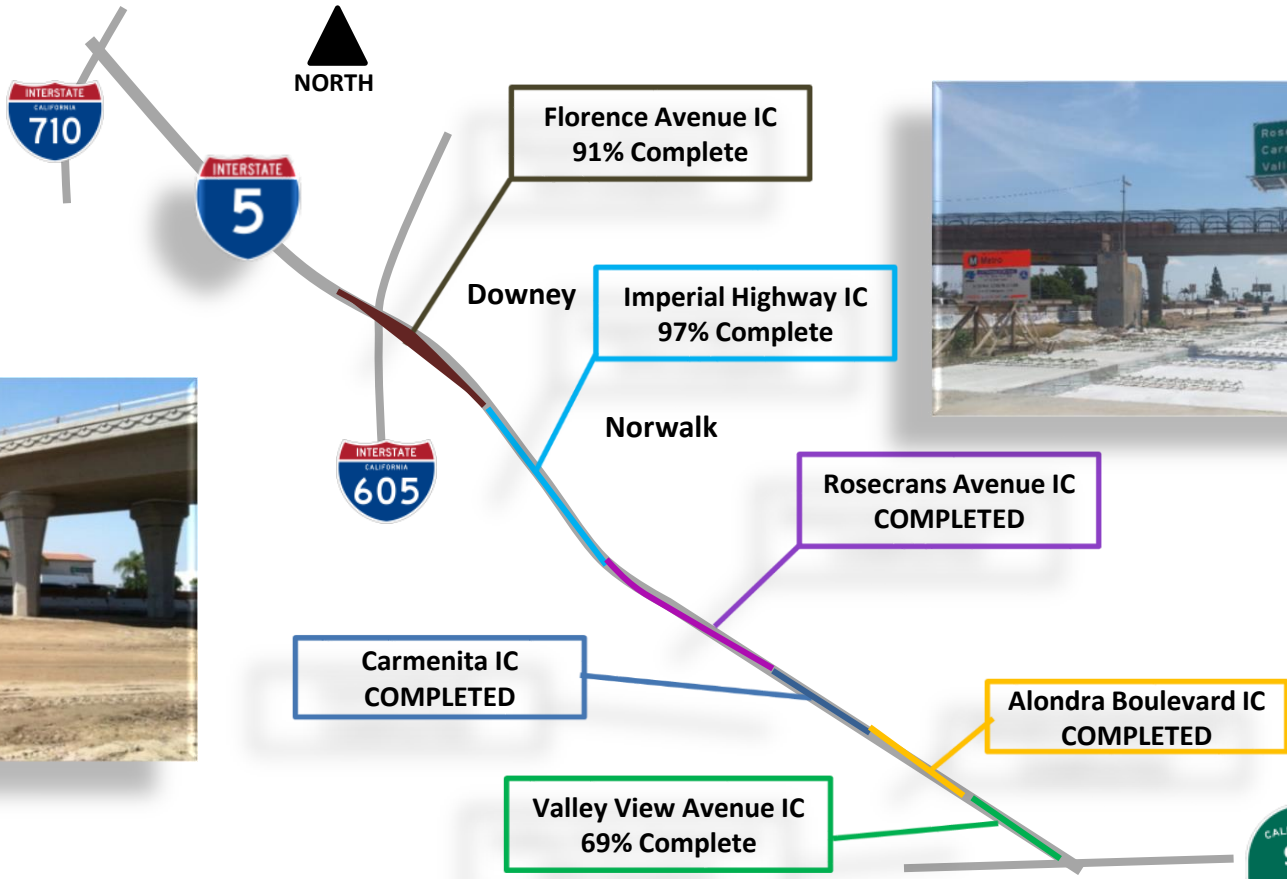 NORTH
INTERSTATE
CALIFORNIA
710
INTERSTATE
5
Florence Avenue IC
91% Complete
Downey
Imperial Highway IC
97% Complete
Metro
Norwalk
INTERSTATE
CALIFORNIA
605
Rosecrans Avenue IC
COMPLETED
Carmenita IC
COMPLETED
Alondra Boulevard IC
COMPLETED
Valley View Avenue IC
69% Complete